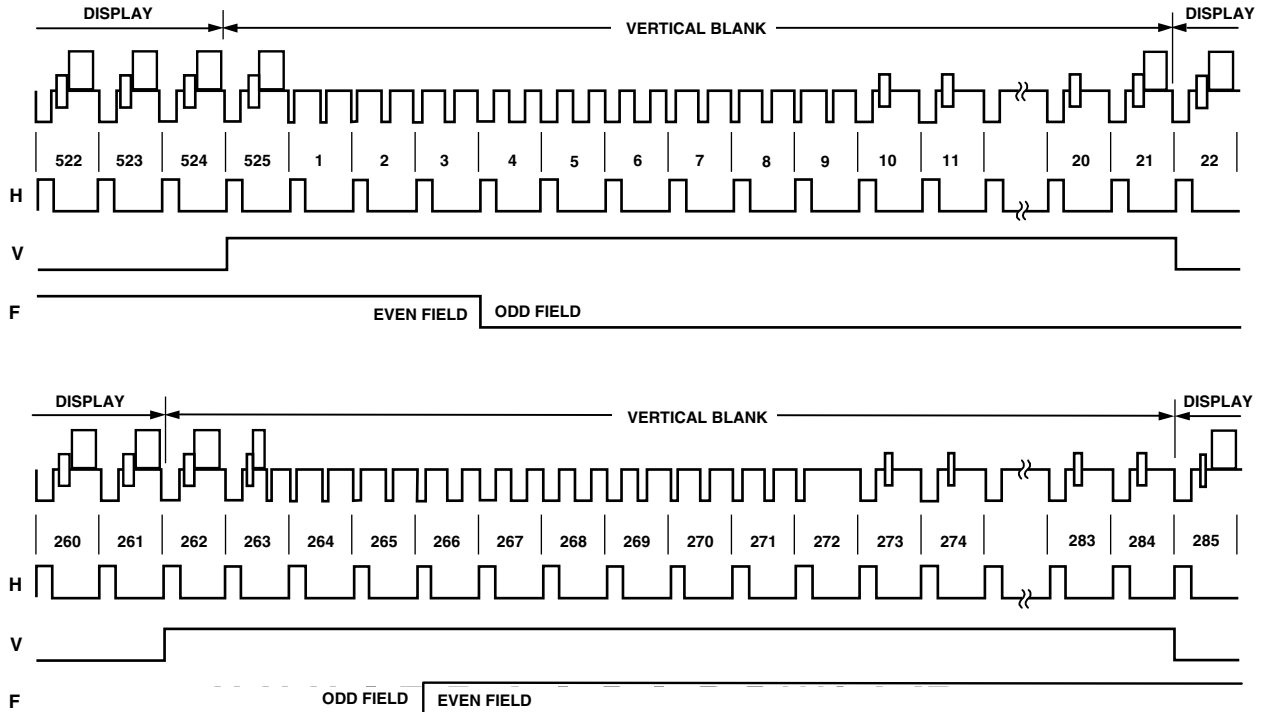 DISPLAY VERTICAL BLANK DISPLAY
522 523 524 525 1 2 3 4 5 6 7 8 9 10 11 20 21 22
H
V
F EVEN FIELD ODD FIELD
DISPLAY VERTICAL BLANK DISPLAY
260 261 262 263 264 265 266 267 268 269 270 271 272 273 274 283 284 285
H
V
F ODD FIELD EVEN FIELD